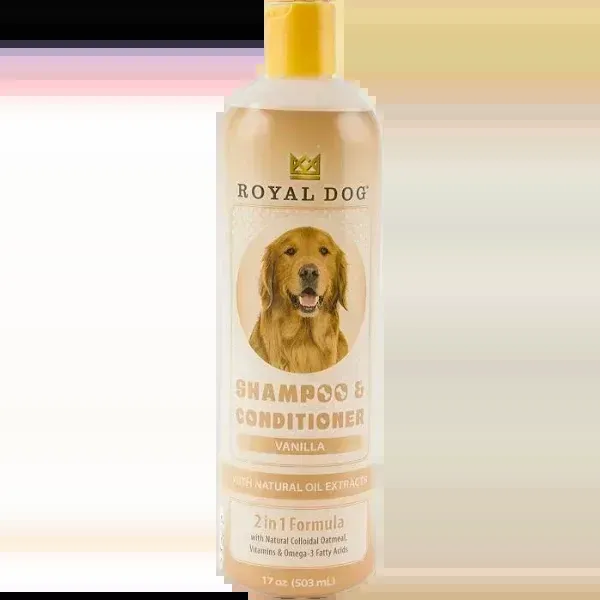 ROYAL DOG®
SHAMPOO &
CONDITIONER
VANILLA
WITH NATURAL OIL EXTRACTS
2 in 1 Formula
with Natural Colloidal Oatmeal,
Vitamins & Omega-3 Fatty Acids
17 oz (503 mL)